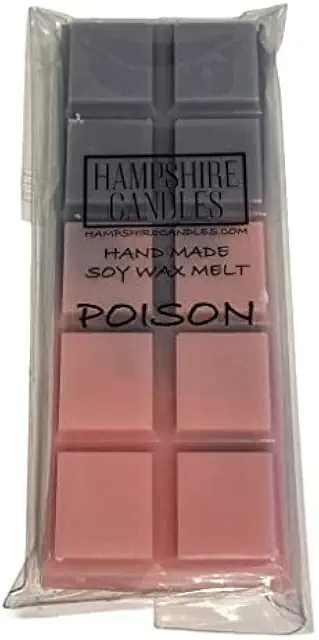 HAMPSHIRE
CANDLES
HAMPSHIRECANDLES.COM
HAND MADE
SOY WAX MELT
POISON